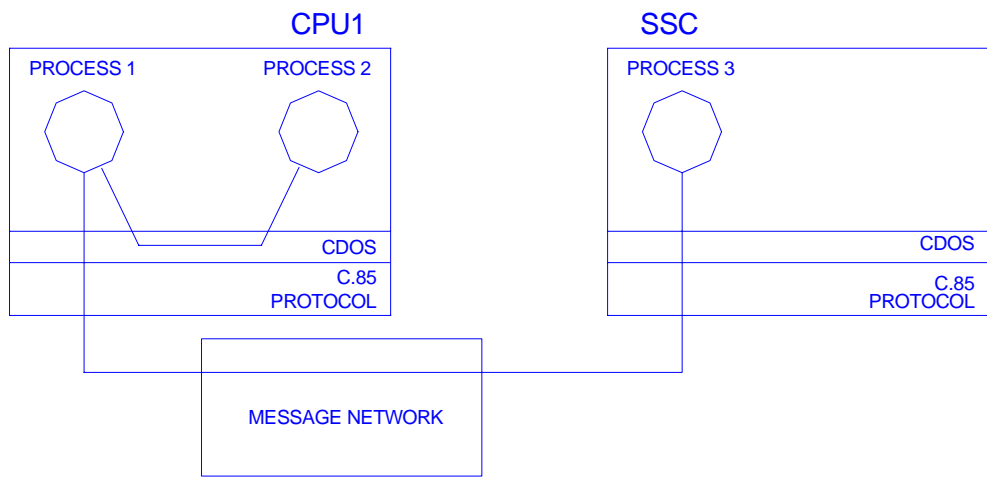 CPU1
SSC
PROCESS 1
PROCESS 2
PROCESS 3
CDOS
CDOS
C.85
PROTOCOL
C.85
PROTOCOL
MESSAGE NETWORK